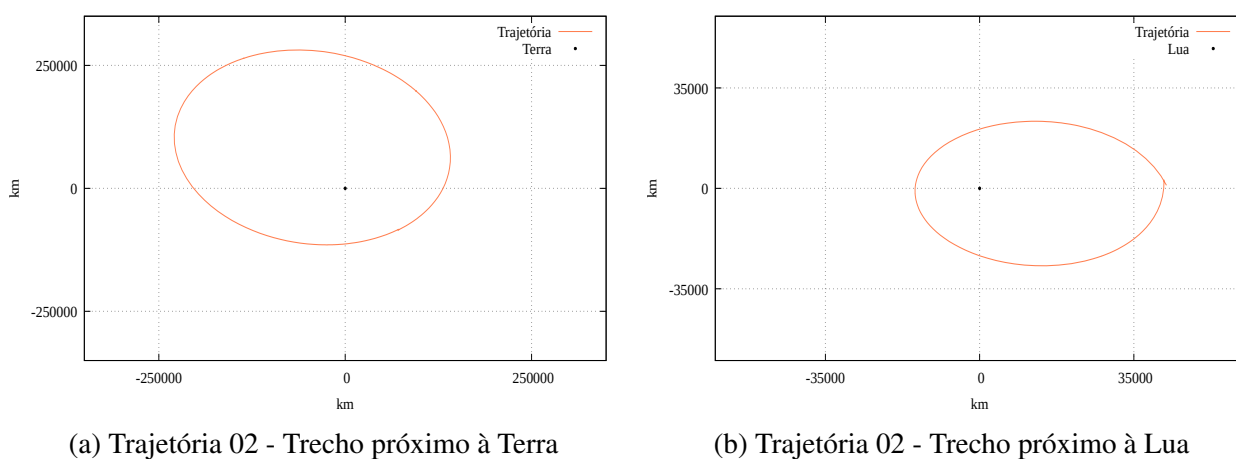 Trajetória
Terra
250000
0
-250000
km
-250000
0
250000
km
(a) Trajetória 02 - Trecho próximo à Terra
Trajetória
Lua
35000
0
-35000
km
-35000
0
35000
km
(b) Trajetória 02 - Trecho próximo à Lua